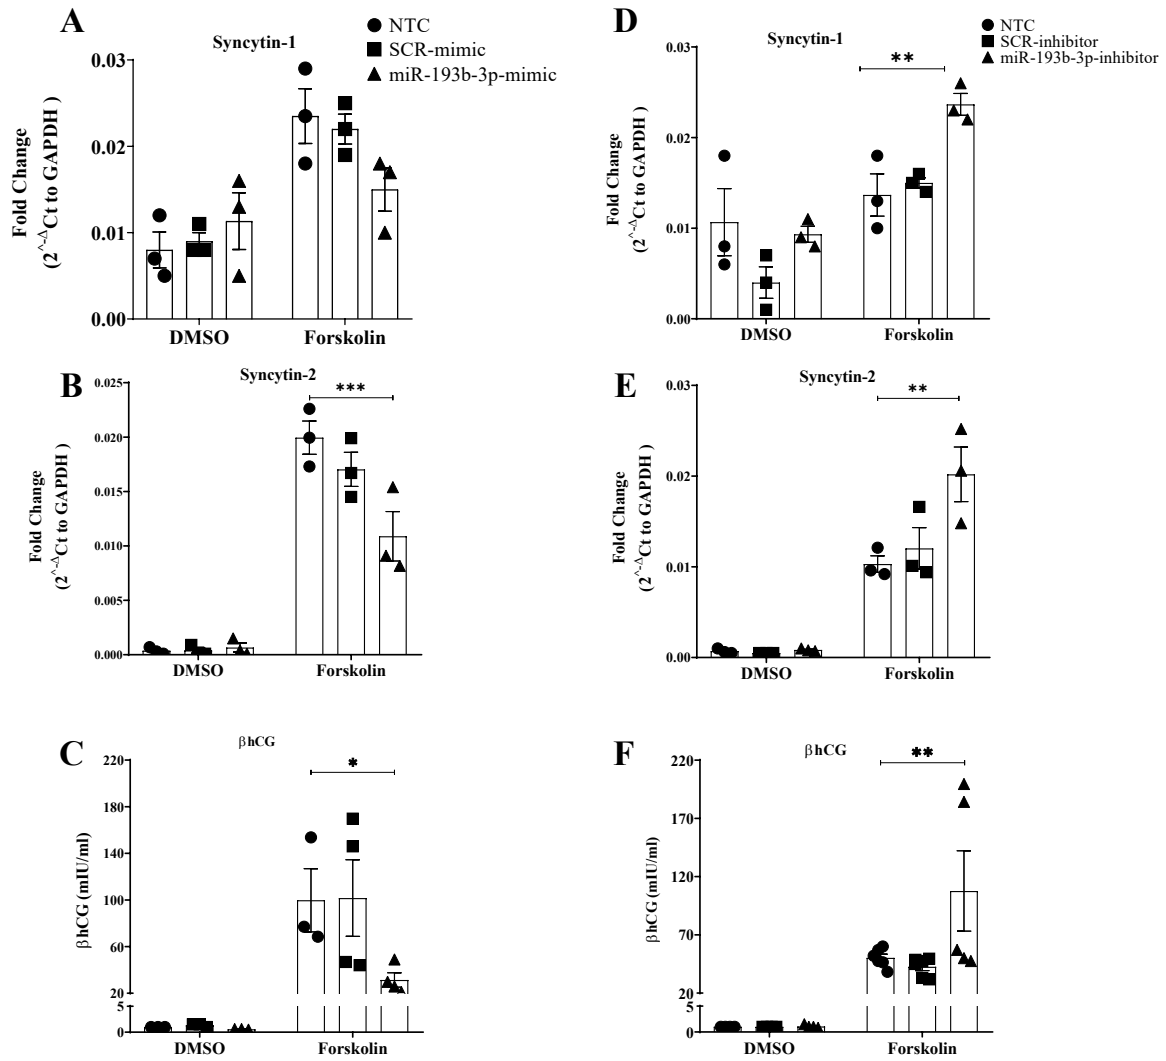 A
Syncytin-1
NTC
SCR-mimic
miR-193b-3p-mimic
Fold Change
(2^-ΔCt to GAPDH )
0.03
0.02
0.01
0.00
DMSO
Forskolin
B
Syncytin-2
***
Fold Change
(2^-ΔCt to GAPDH )
0.025
0.020
0.015
0.010
0.005
0.000
DMSO
Forskolin
C
βhCG
*
βhCG (mIU/ml)
220
180
140
100
60
20
5
0
DMSO
Forskolin
D
Syncytin-1
NTC
SCR-inhibitor
miR-193b-3p-inhibitor
**
Fold Change
(2^-ΔCt to GAPDH )
0.03
0.02
0.01
0.00
DMSO
Forskolin
E
Syncytin-2
**
Fold Change
(2^-ΔCt to GAPDH )
0.03
0.02
0.01
0.00
DMSO
Forskolin
F
βhCG
**
βhCG (mIU/ml)
220
170
120
70
20
5
0
DMSO
Forskolin